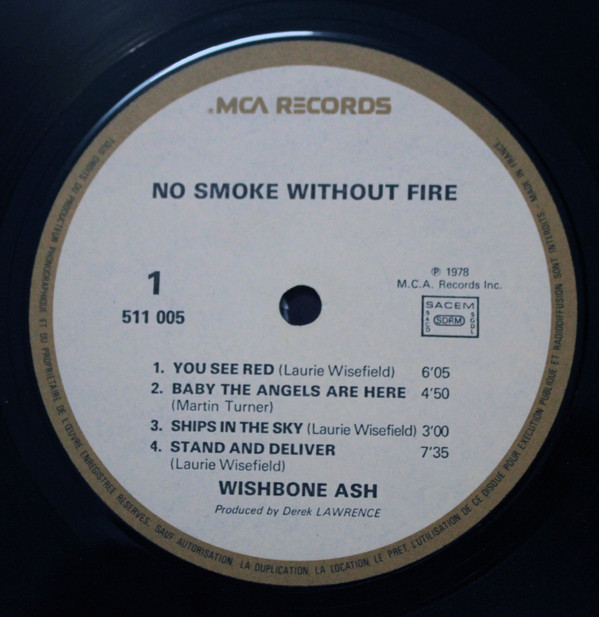 MCA RECORDS
NO SMOKE WITHOUT FIRE
1
511 005
℗ 1978
M.C.A. Records Inc.
SACEM
SACD SDRM SGDL
1. YOU SEE RED (Laurie Wisefield) 6'05
2. BABY THE ANGELS ARE HERE 4'50
(Martin Turner)
3. SHIPS IN THE SKY (Laurie Wisefield) 3'00
4. STAND AND DELIVER 7'35
(Laurie Wisefield)
WISHBONE ASH
Produced by Derek LAWRENCE
TOUS DROITS DU PRODUCTEUR PHONOGRAPHIQUE ET DU PROPRIETAIRE DE L'ŒUVRE ENREGISTREE RESERVES. SAUF AUTORISATION, LA DUPLICATION, LA LOCATION, LE PRET, L'UTILISATION DE CE DISQUE POUR EXECUTION PUBLIQUE ET RADIODIFFUSION SONT INTERDITS - MADE IN FRANCE.